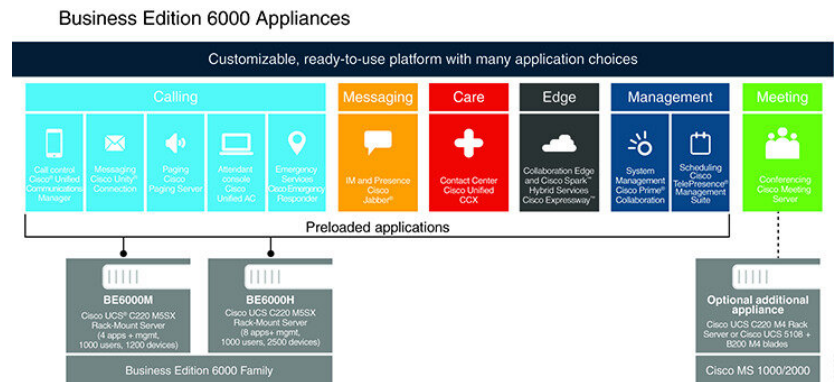 Business Edition 6000 Appliances
Customizable, ready-to-use platform with many application choices
Calling
Messaging
Care
Edge
Management
Meeting
Call control
Cisco® Unified
Communications
Manager
Messaging
Cisco Unity®
Connection
Paging
Cisco
Paging Server
Attendant
console
Cisco
Unified AC
Emergency
Services
Cisco Emergency
Responder
IM and Presence
Cisco
Jabber®
Contact Center
Cisco Unified
CCX
Collaboration Edge
and Cisco Spark™
Hybrid Services
Cisco Expressway™
System
Management
Cisco Prime®
Collaboration
Scheduling
Cisco
TelePresence®
Management
Suite
Conferencing
Cisco Meeting
Server
Preloaded applications
BE6000M
Cisco UCS® C220 M5SX
Rack-Mount Server
(4 apps + mgmt,
1000 users, 1200 devices)
BE6000H
Cisco UCS C220 M5SX
Rack-Mount Server
(8 apps + mgmt,
1000 users, 2500 devices)
Business Edition 6000 Family
Optional additional
appliance
Cisco UCS C220 M4 Rack
Server or Cisco UCS 5108 +
B200 M4 blades
Cisco MS 1000/2000